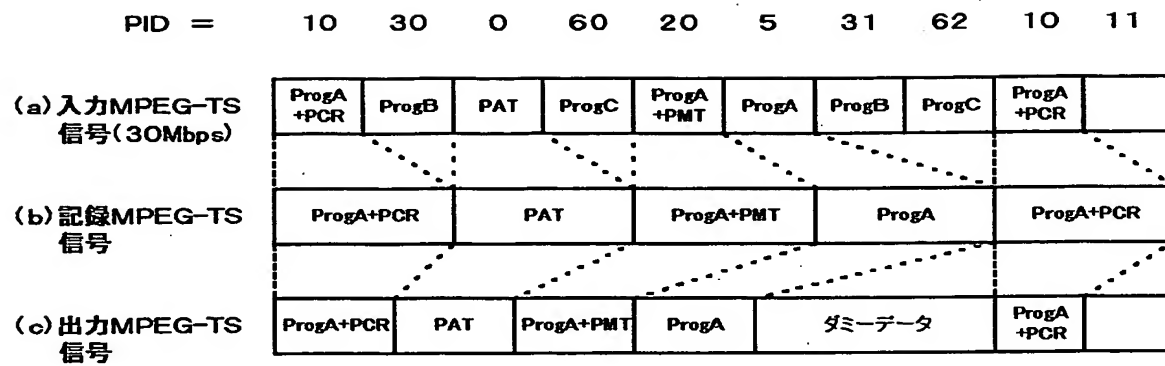 PID = 10 30 0 60 20 5 31 62 10 11
(a)入力MPEG-TS
信号(30Mbps)
ProgA
+PCR
ProgB
PAT
ProgC
ProgA
+PMT
ProgA
ProgB
ProgC
ProgA
+PCR
(b)記録MPEG-TS
信号
ProgA+PCR
PAT
ProgA+PMT
ProgA
ProgA+PCR
(c)出力MPEG-TS
信号
ProgA+PCR
PAT
ProgA+PMT
ProgA
ダミーデータ
ProgA
+PCR